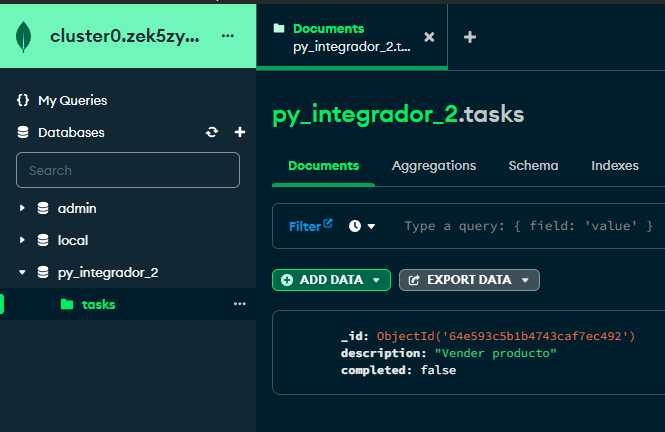 cluster0.zek5zy...
Documents
py_integrador_2.t...
My Queries
Databases
Search
admin
local
py_integrador_2
tasks
py_integrador_2.tasks
Documents
Aggregations
Schema
Indexes
Filter
Type a query: { field: 'value' }
ADD DATA
EXPORT DATA
_id: ObjectId('64e593c5b1b4743caf7ec492')
description: "Vender producto"
completed: false